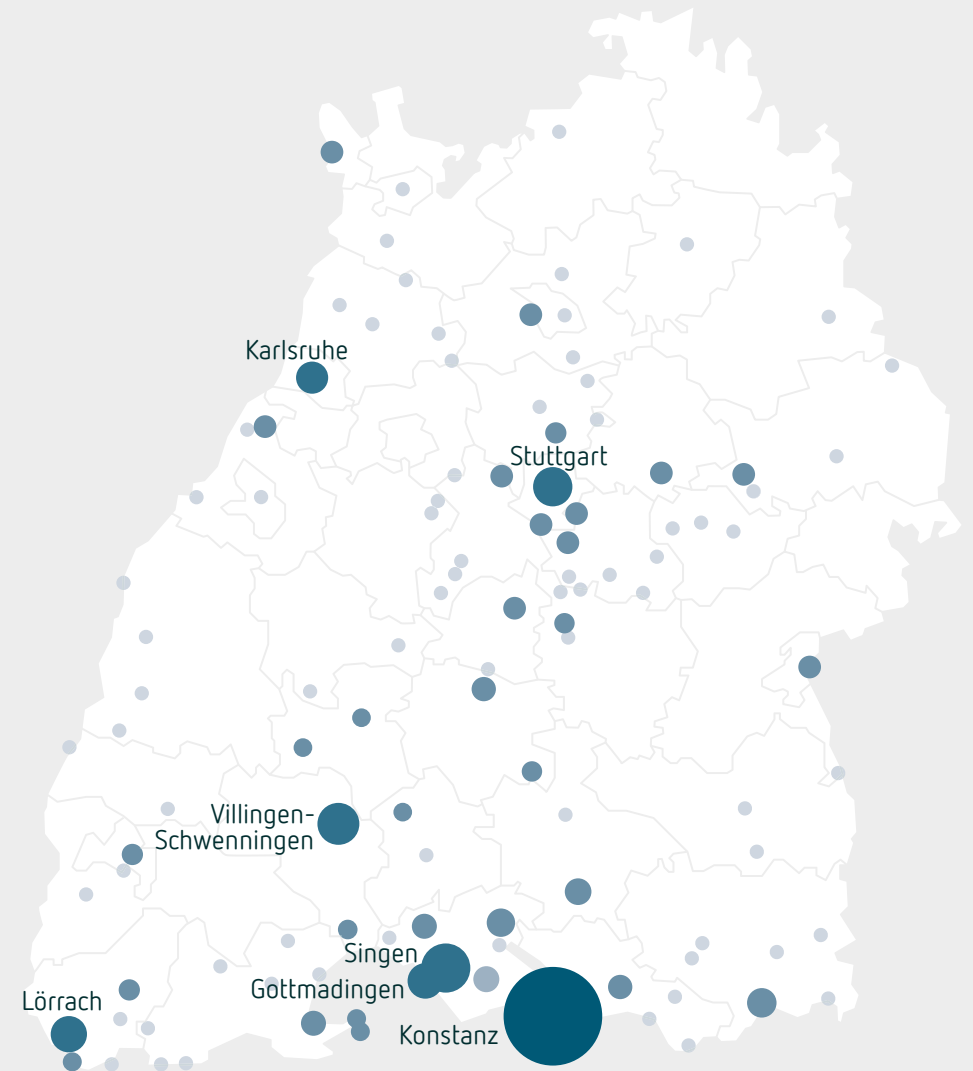 Karlsruhe
Stuttgart
Villingen-
Schwenningen
Singen
Gottmadingen
Lörrach
Konstanz